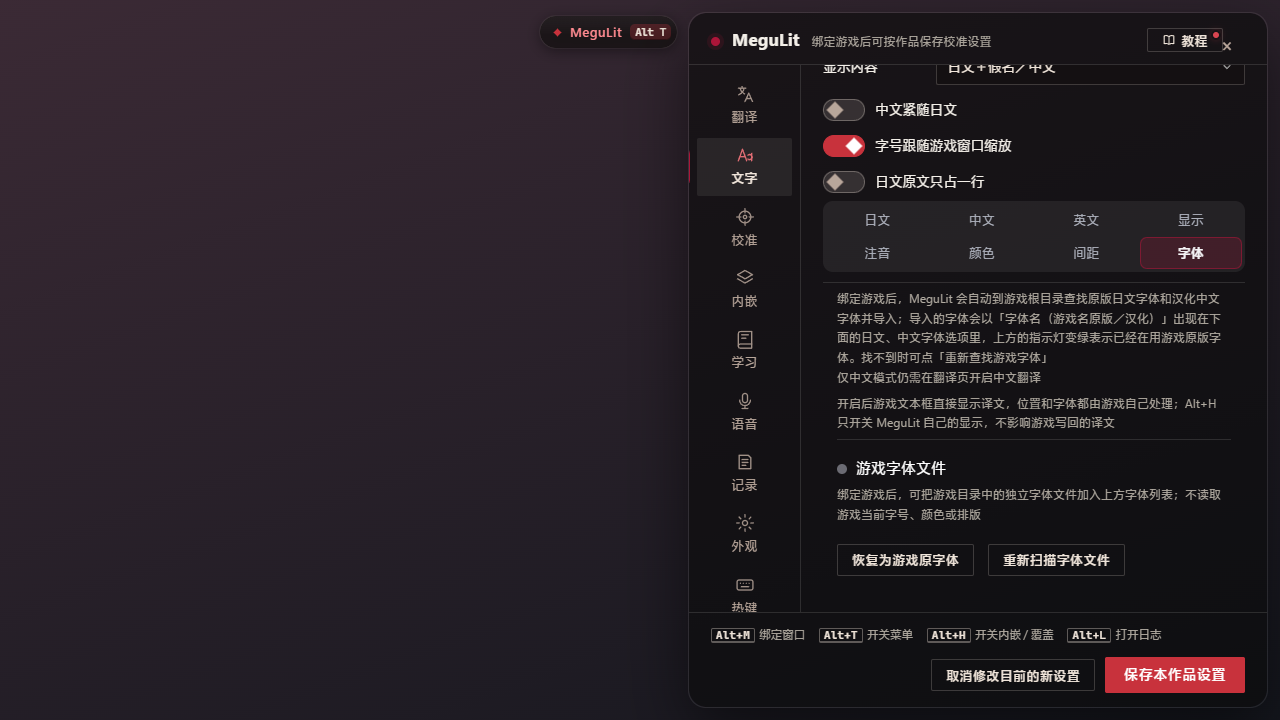 MeguLit Alt T
MeguLit 绑定游戏后可按作品保存校准设置 教程 ×
显示内容 日文＋假名／中文
翻译
文字
校准
内嵌
学习
语音
记录
外观
热键
中文紧随日文
字号跟随游戏窗口缩放
日文原文只占一行
日文 中文 英文 显示
注音 颜色 间距 字体
绑定游戏后，MeguLit 会自动到游戏根目录查找原版日文字体和汉化中文
字体并导入；导入的字体会以「字体名（游戏名原版／汉化）」出现在下
面的日文、中文字体选项里，上方的指示灯变绿表示已经在用游戏原版字
体。找不到时可点「重新查找游戏字体」
仅中文模式仍需在翻译页开启中文翻译
开启后游戏文本框直接显示译文，位置和字体都由游戏自己处理；Alt+H
只开关 MeguLit 自己的显示，不影响游戏写回的译文
游戏字体文件
绑定游戏后，可把游戏目录中的独立字体文件加入上方字体列表；不读取
游戏当前字号、颜色或排版
恢复为游戏原字体 重新扫描字体文件
Alt+M 绑定窗口 Alt+T 开关菜单 Alt+H 开关内嵌 / 覆盖 Alt+L 打开日志
取消修改目前的新设置 保存本作品设置